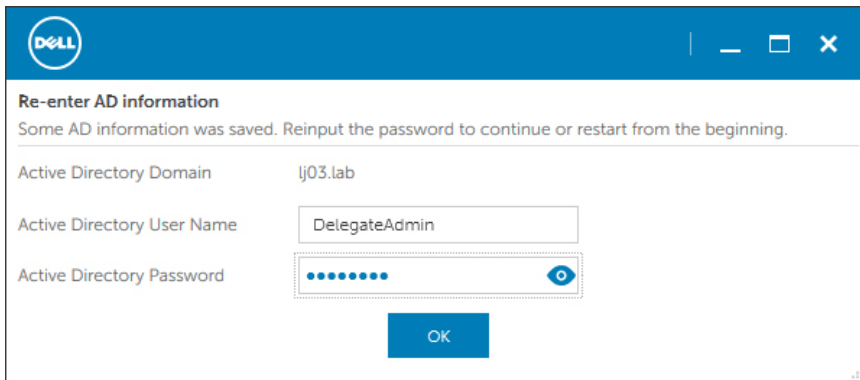 DELL
Re-enter AD information
Some AD information was saved. Reinput the password to continue or restart from the beginning.
Active Directory Domain lj03.lab
Active Directory User Name DelegateAdmin
Active Directory Password ••••••••
OK